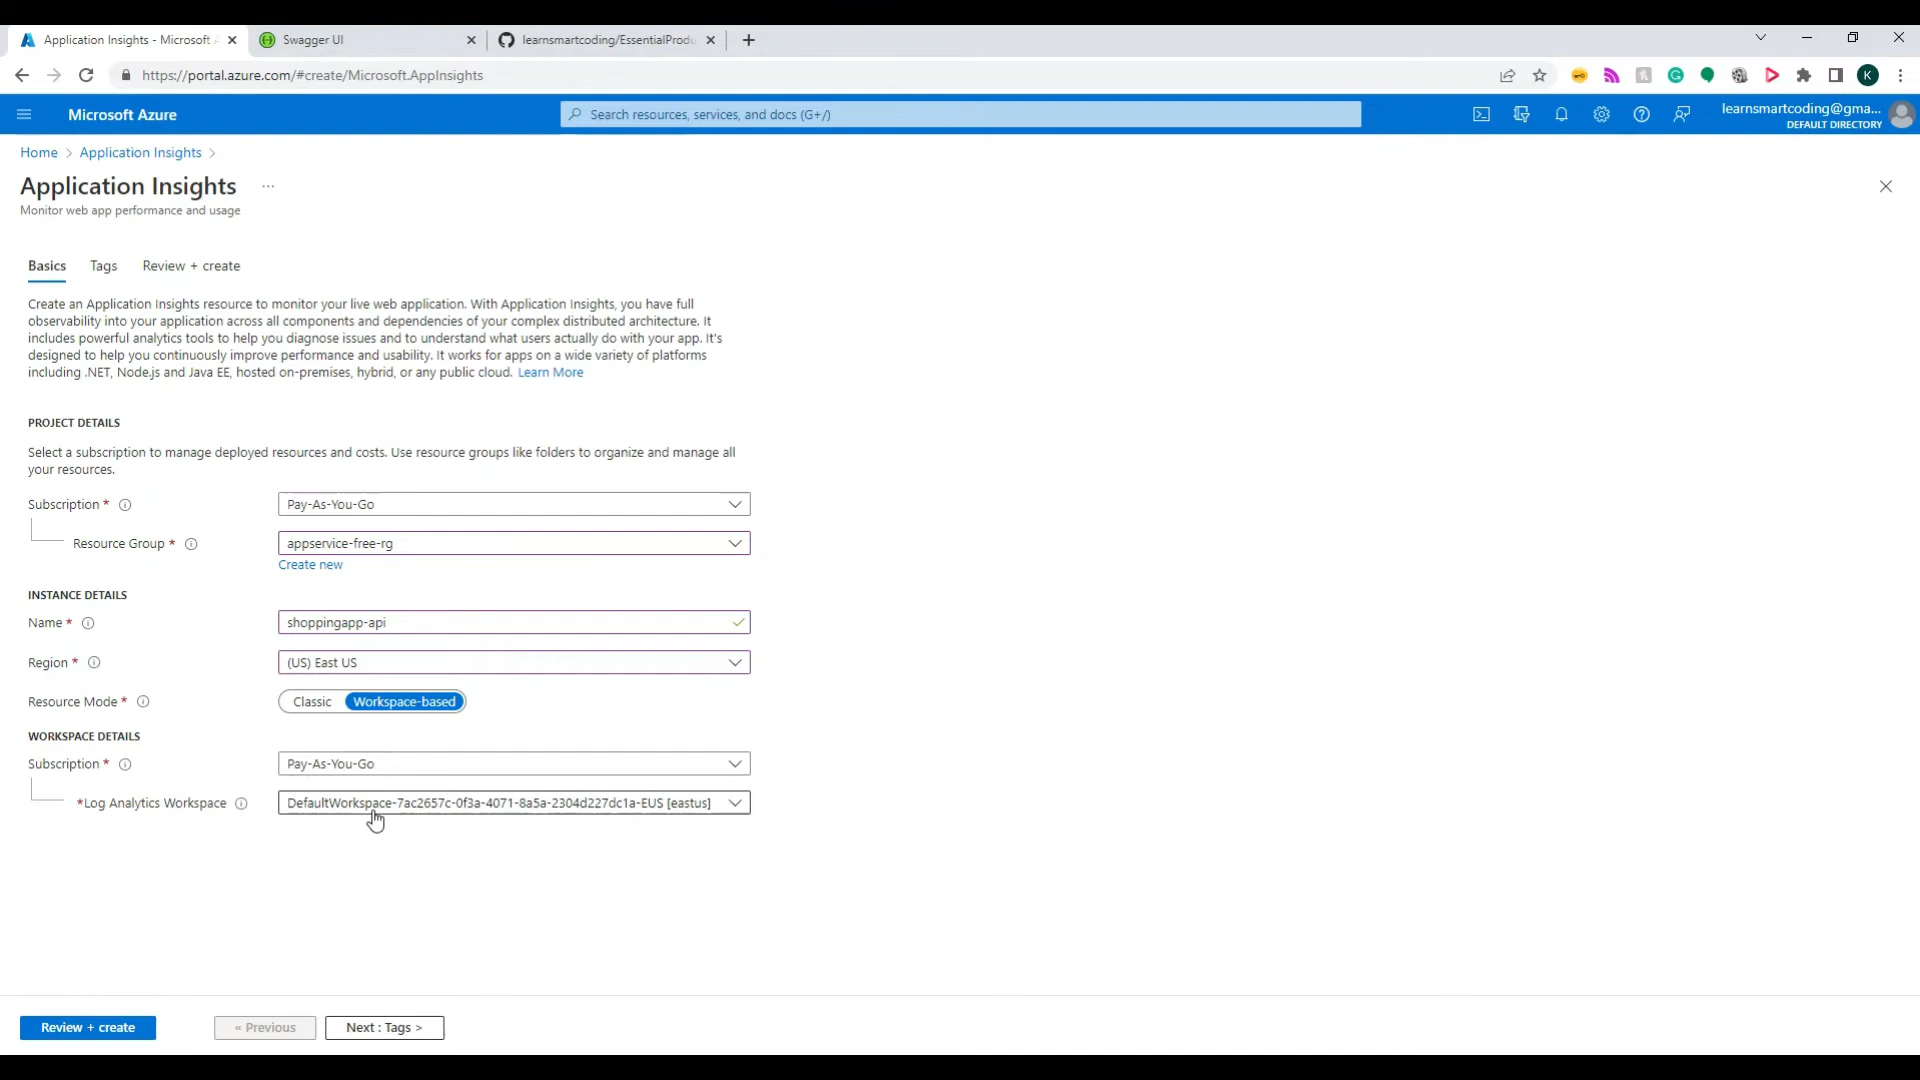 Application Insights - Microsoft
Swagger UI
learnsmartcoding/EssentialProdu
https://portal.azure.com/#create/Microsoft.AppInsights
K
Microsoft Azure
Search resources, services, and docs (G+/)
learnsmartcoding@gma...
DEFAULT DIRECTORY
Home > Application Insights >
Application Insights ...
Monitor web app performance and usage
Basics Tags Review + create
Create an Application Insights resource to monitor your live web application. With Application Insights, you have full
observability into your application across all components and dependencies of your complex distributed architecture. It
includes powerful analytics tools to help you diagnose issues and to understand what users actually do with your app. It's
designed to help you continuously improve performance and usability. It works for apps on a wide variety of platforms
including .NET, Node.js and Java EE, hosted on-premises, hybrid, or any public cloud. Learn More
PROJECT DETAILS
Select a subscription to manage deployed resources and costs. Use resource groups like folders to organize and manage all
your resources.
Subscription * Pay-As-You-Go
Resource Group * appservice-free-rg
Create new
INSTANCE DETAILS
Name * shoppingapp-api
Region * (US) East US
Resource Mode * Classic Workspace-based
WORKSPACE DETAILS
Subscription * Pay-As-You-Go
*Log Analytics Workspace DefaultWorkspace-7ac2657c-0f3a-4071-8a5a-2304d227dc1a-EUS [eastus]
Review + create « Previous Next : Tags >